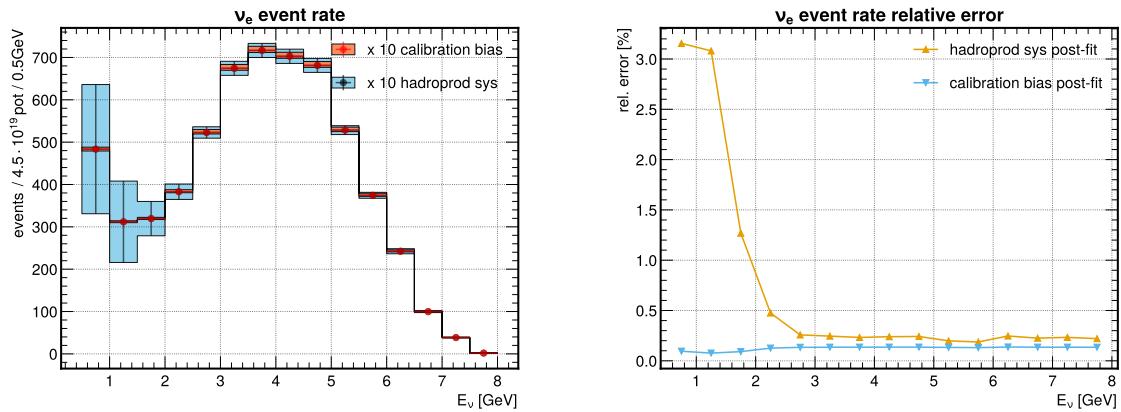 νe event rate
events / 4.5 · 10¹⁹ pot / 0.5GeV
700
600
500
400
300
200
100
0
x 10 calibration bias
x 10 hadroprod sys
1 2 3 4 5 6 7 8
Eν [GeV]
νe event rate relative error
rel. error [%]
3.0
2.5
2.0
1.5
1.0
0.5
0.0
hadroprod sys post-fit
calibration bias post-fit
1 2 3 4 5 6 7 8
Eν [GeV]